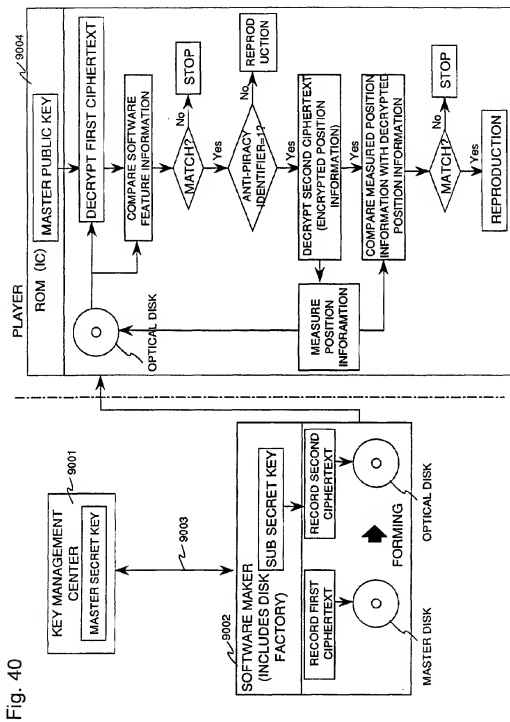 Fig. 40
KEY MANAGEMENT
CENTER
9001
MASTER SECRET KEY
9003
9002
SOFTWARE MAKER
(INCLUDES DISK
FACTORY)
SUB SECRET KEY
RECORD FIRST
CIPHERTEXT
RECORD SECOND
CIPHERTEXT
FORMING
MASTER DISK
OPTICAL DISK
PLAYER
9004
ROM (IC)
MASTER PUBLIC KEY
OPTICAL DISK
DECRYPT FIRST CIPHERTEXT
COMPARE SOFTWARE
FEATURE INFORMATION
MATCH?
No
STOP
Yes
ANTI-PIRACY
IDENTIFIER=1?
No
REPROD
UCTION
Yes
DECRYPT SECOND CIPHERTEXT
(ENCRYPTED POSITION
INFORMATION)
MEASURE
POSITION
INFORAMTION
COMPARE MEASURED POSITION
INFORMATION WITH DECRYPTED
POSITION INFORMATION
MATCH?
No
STOP
Yes
REPRODUCTION